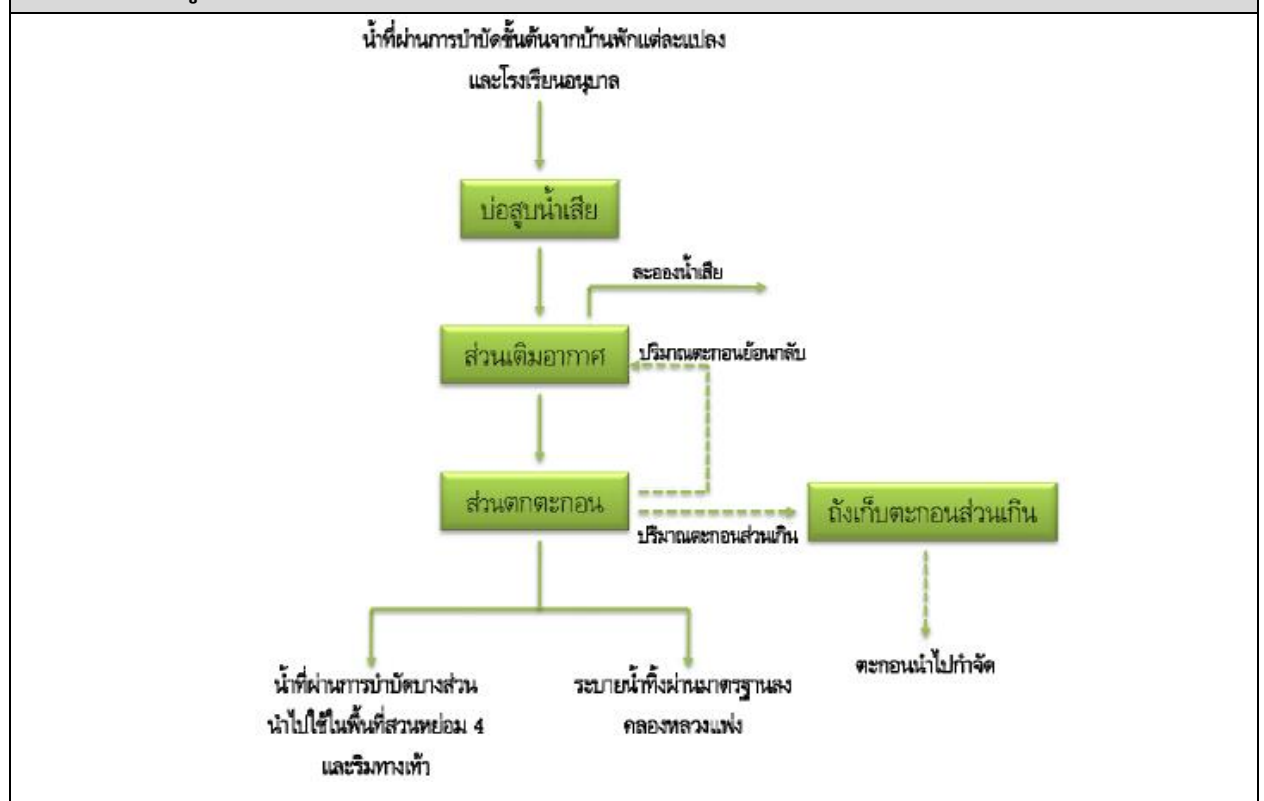 น้ำที่ผ่านการบำบัดขั้นต้นจากบ้านพักแต่ละแปลง
และโรงเรียนอนุบาล
บ่อสูบน้ำเสีย
ละอองน้ำเสีย
ส่วนเติมอากาศ
ปริมาณตะกอนย้อนกลับ
ส่วนตกตะกอน
ถังเก็บตะกอนส่วนเกิน
ปริมาณตะกอนส่วนเกิน
ตะกอนนำไปกำจัด
น้ำที่ผ่านการบำบัดบางส่วน
นำไปใช้ในพื้นที่สวนหย่อม 4
และริมทางเท้า
ระบายน้ำทิ้งผ่านมาตรฐานลง
คลองหลวงแพ่ง